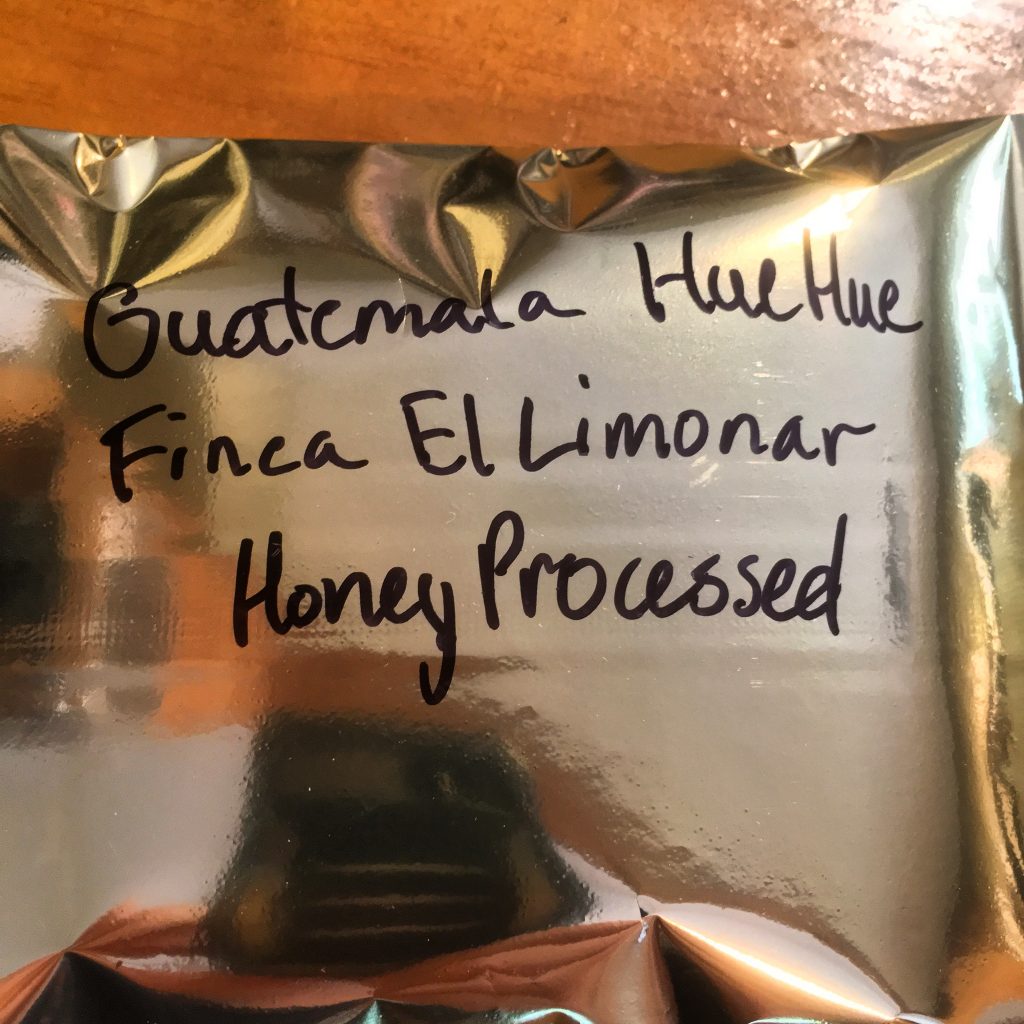 Guatemala HueHue
Finca El Limonar
Honey Processed